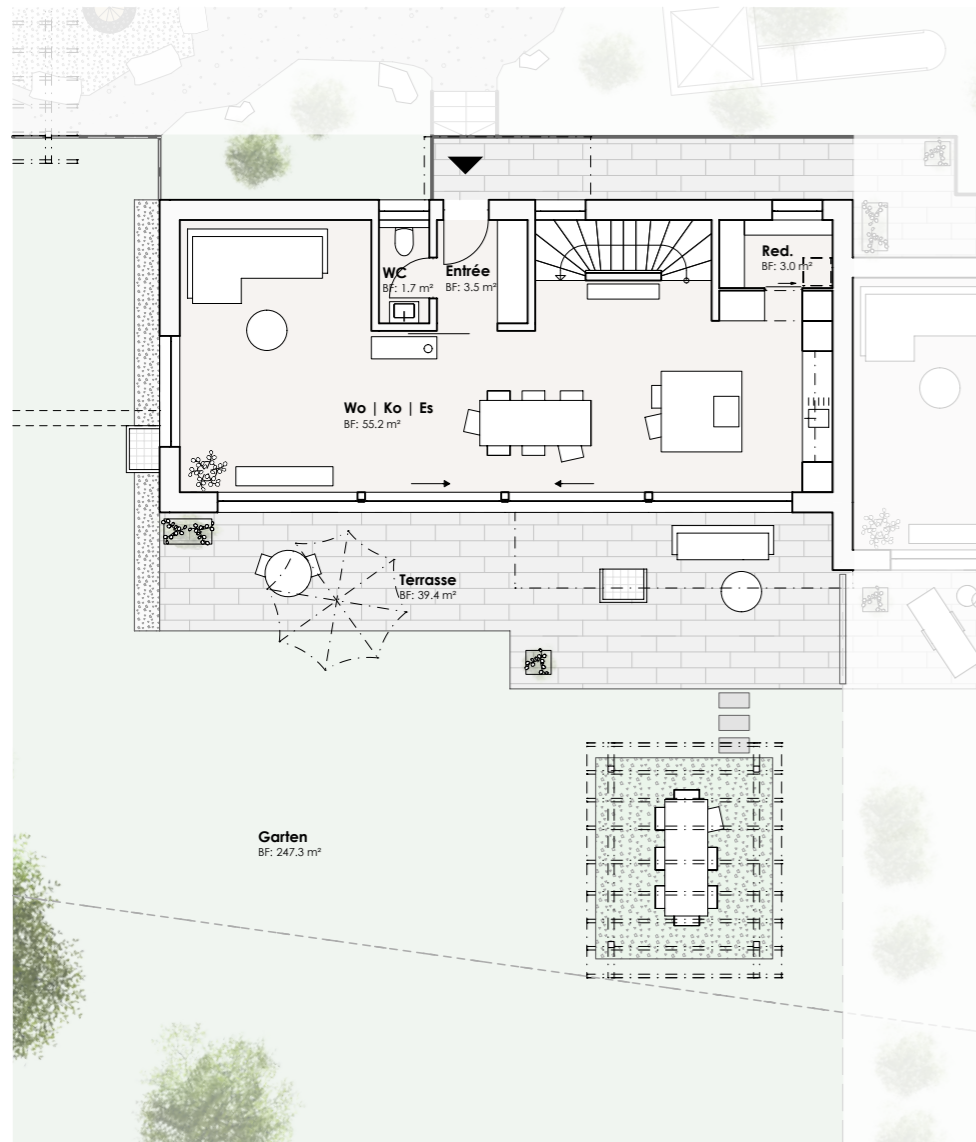 WC
BF: 1.7 m²
Entrée
BF: 3.5 m²
Red.
BF: 3.0 m²
Wo | Ko | Es
BF: 55.2 m²
Terrasse
BF: 39.4 m²
Garten
BF: 247.3 m²